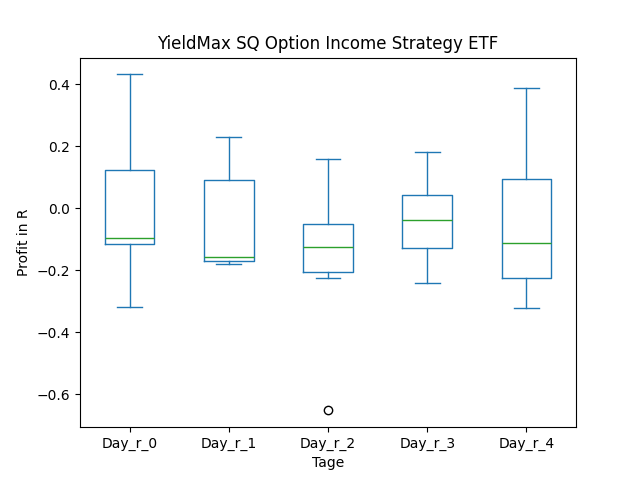 YieldMax SQ Option Income Strategy ETF
Profit in R
0.4
0.2
0.0
−0.2
−0.4
−0.6
Day_r_0 Day_r_1 Day_r_2 Day_r_3 Day_r_4
Tage